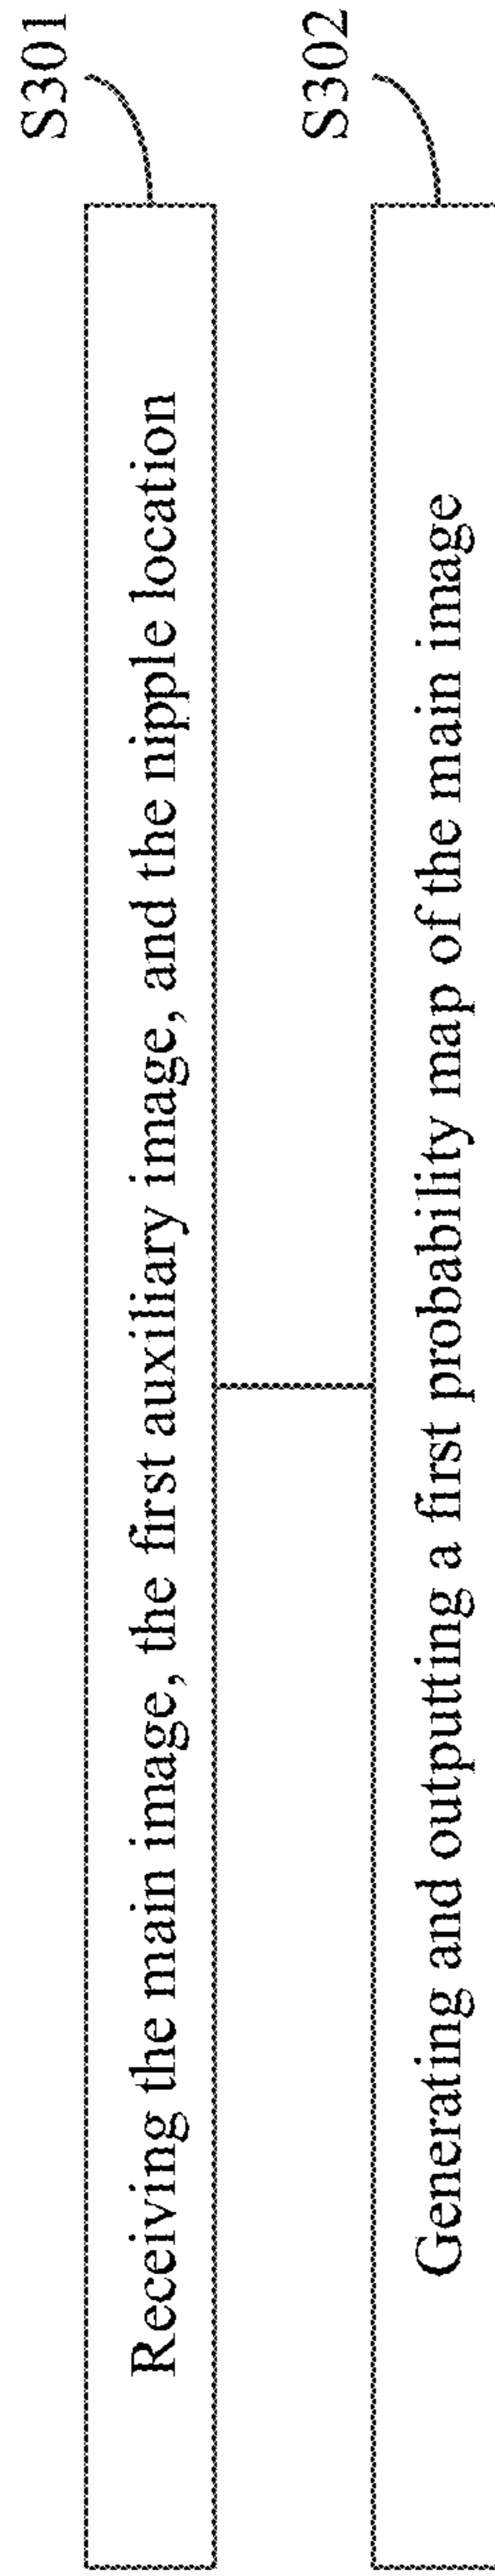 S301
Receiving the main image, the first auxiliary image, and the nipple location
S302
Generating and outputting a first probability map of the main image